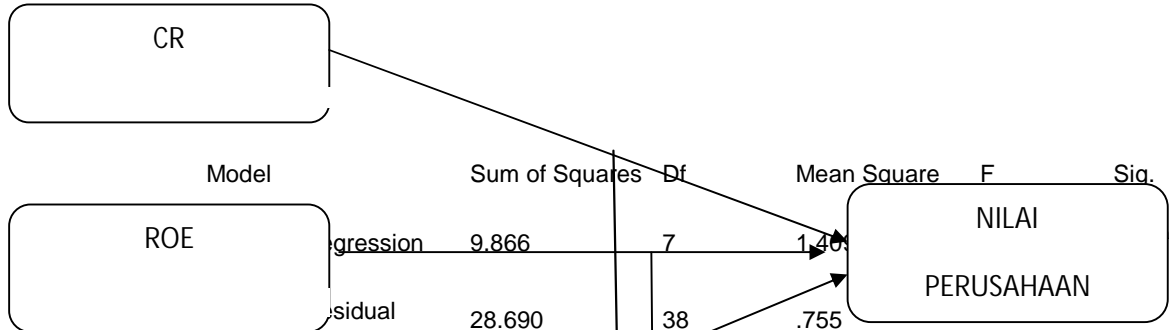 CR
Model Sum of Squares Df Mean Square F Sig.
ROE
NILAI
PERUSAHAAN
9.866 7
28.690 38 .755